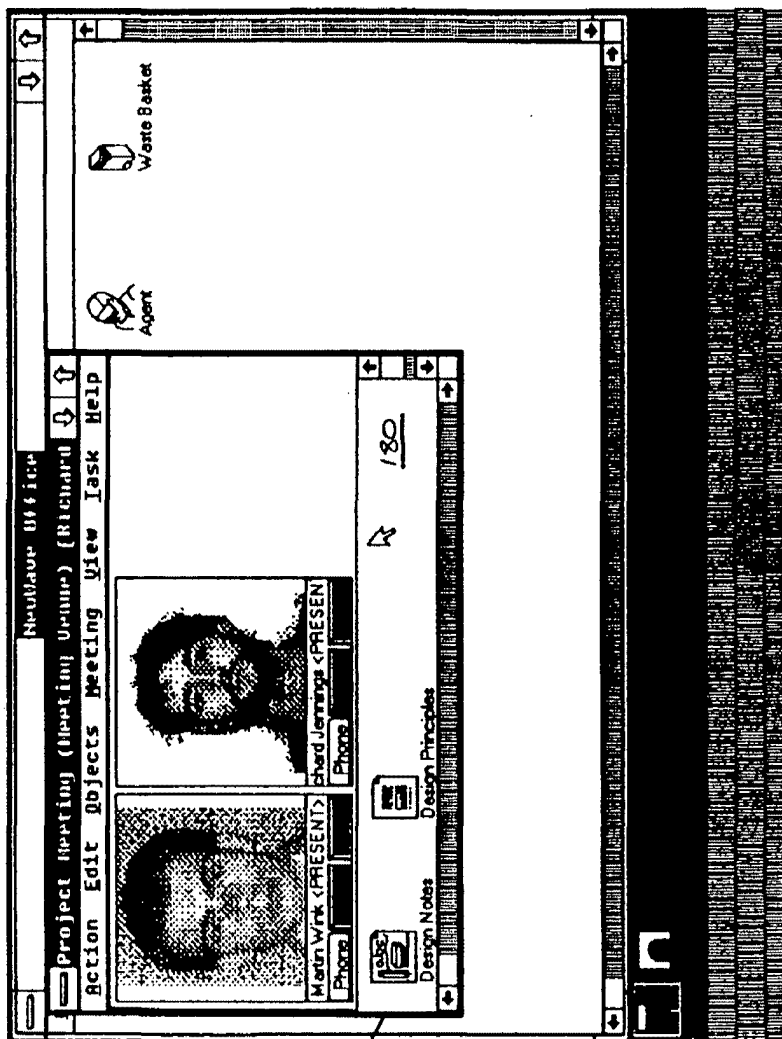 NewWave Office
Project Meeting (Meeting Venue) (Richard
Action Edit Objects Meeting View Task Help
Martin Wink <PRESENT>
chard Jennings <PRESEN
Phone
Phone
abc
Design Notes
Design Principles
180
Agent
Waste Basket